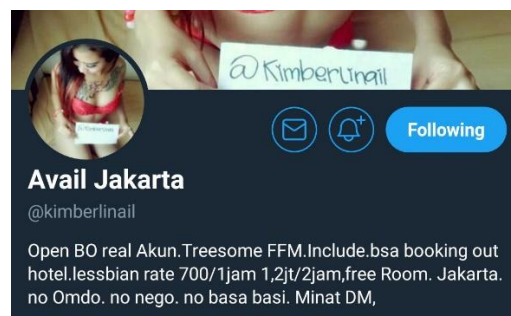 @Kimberlinail
Following
Avail Jakarta
@kimberlinail
Open BO real Akun.Treesome FFM.Include.bsa booking out
hotel.lessbian rate 700/1jam 1,2jt/2jam,free Room. Jakarta.
no Omdo. no nego. no basa basi. Minat DM,